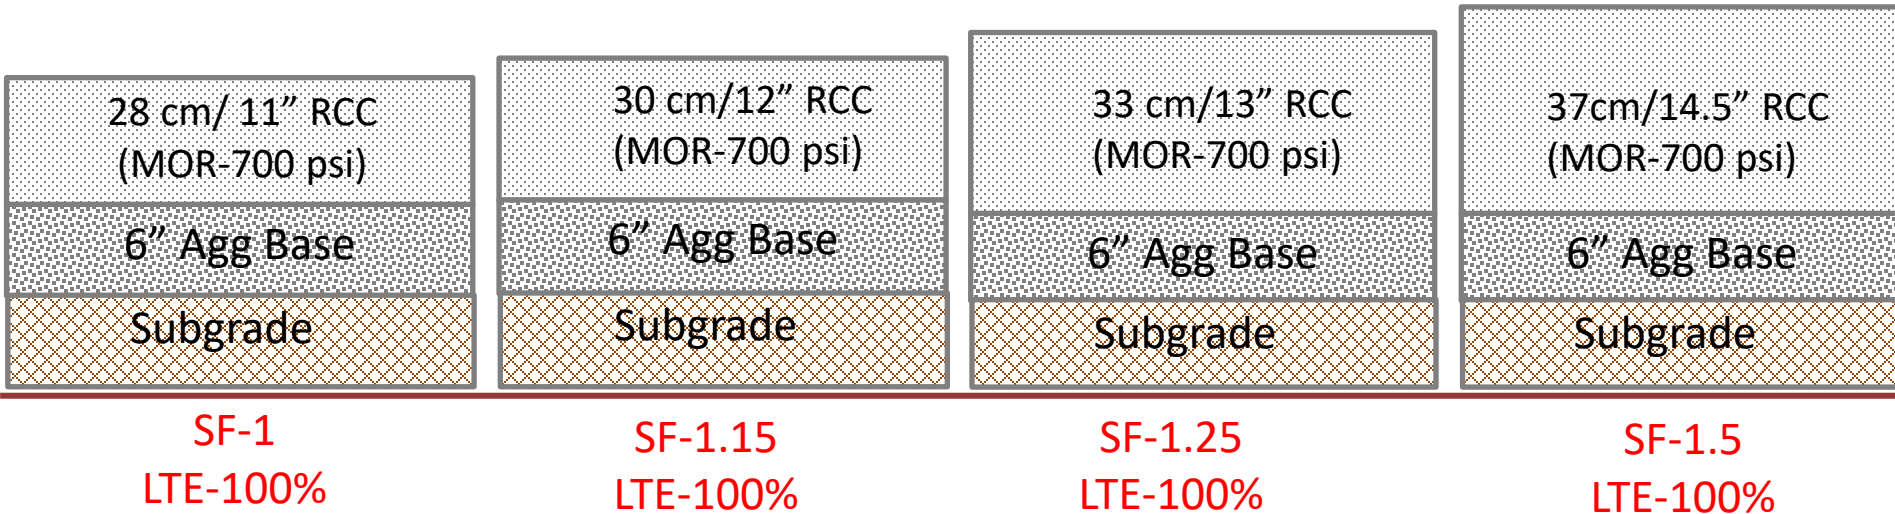 28 cm/ 11” RCC
(MOR-700 psi)
6” Agg Base
Subgrade
SF-1
LTE-100%
30 cm/12” RCC
(MOR-700 psi)
6” Agg Base
Subgrade
SF-1.15
LTE-100%
33 cm/13” RCC
(MOR-700 psi)
6” Agg Base
Subgrade
SF-1.25
LTE-100%
37cm/14.5” RCC
(MOR-700 psi)
6” Agg Base
Subgrade
SF-1.5
LTE-100%